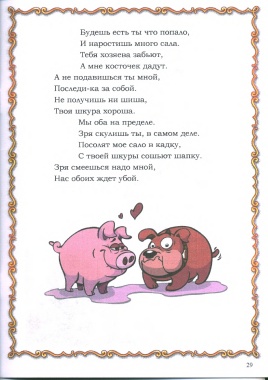 Будешь есть ты что попало,
И наростишь много сала.
Тебя хозяева забьют,
А мне косточек дадут.
А не подавишься ты мной,
Последи-ка за собой.
Не получишь ни шиша,
Твоя шкура хороша.
Мы оба на пределе.
Зря скулишь ты, в самом деле.
Посолят мое сало в кадку,
С твоей шкуры сошьют шапку.
Зря смеешься надо мной,
Нас обоих ждет убой.
29